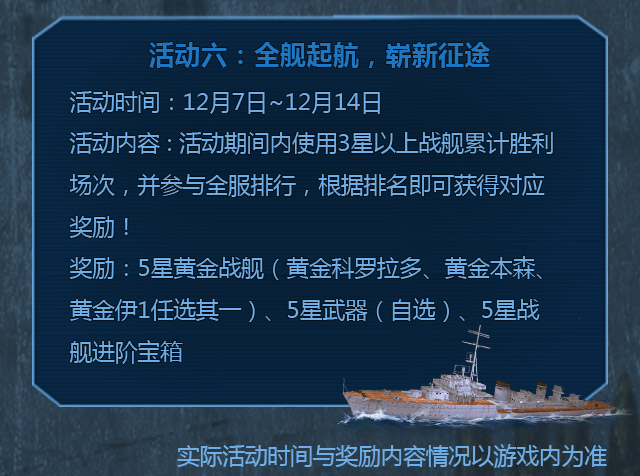 活动六：全舰起航，崭新征途
活动时间：12月7日~12月14日
活动内容：活动期间内使用3星以上战舰累计胜利
场次，并参与全服排行，根据排名即可获得对应
奖励！
奖励：5星黄金战舰（黄金科罗拉多、黄金本森、
黄金伊1任选其一）、5星武器（自选）、5星战
舰进阶宝箱
实际活动时间与奖励内容情况以游戏内为准